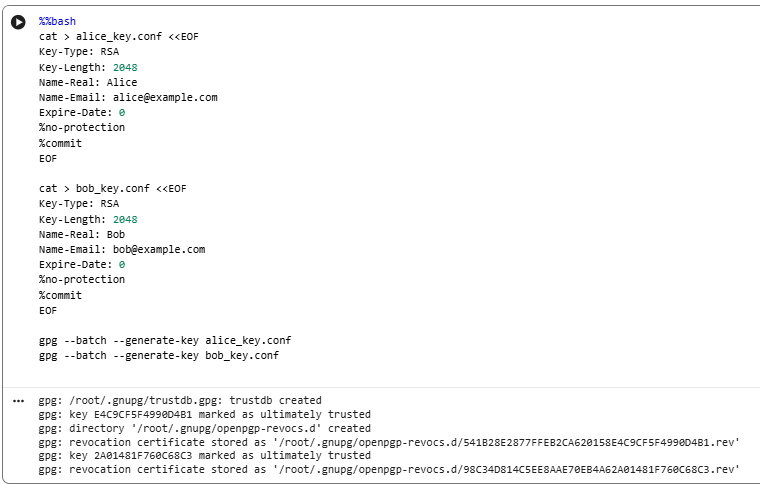 %%bash
cat > alice_key.conf <<EOF
Key-Type: RSA
Key-Length: 2048
Name-Real: Alice
Name-Email: alice@example.com
Expire-Date: 0
%no-protection
%commit
EOF
cat > bob_key.conf <<EOF
Key-Type: RSA
Key-Length: 2048
Name-Real: Bob
Name-Email: bob@example.com
Expire-Date: 0
%no-protection
%commit
EOF
gpg --batch --generate-key alice_key.conf
gpg --batch --generate-key bob_key.conf
gpg: /root/.gnupg/trustdb.gpg: trustdb created
gpg: key E4C9CF5F4990D4B1 marked as ultimately trusted
gpg: directory '/root/.gnupg/openpgp-revocs.d' created
gpg: revocation certificate stored as '/root/.gnupg/openpgp-revocs.d/541B28E2877FFEB2CA620158E4C9CF5F4990D4B1.rev'
gpg: key 2A01481F760C68C3 marked as ultimately trusted
gpg: revocation certificate stored as '/root/.gnupg/openpgp-revocs.d/98C34D814C5EE8AAE70EB4A62A01481F760C68C3.rev'